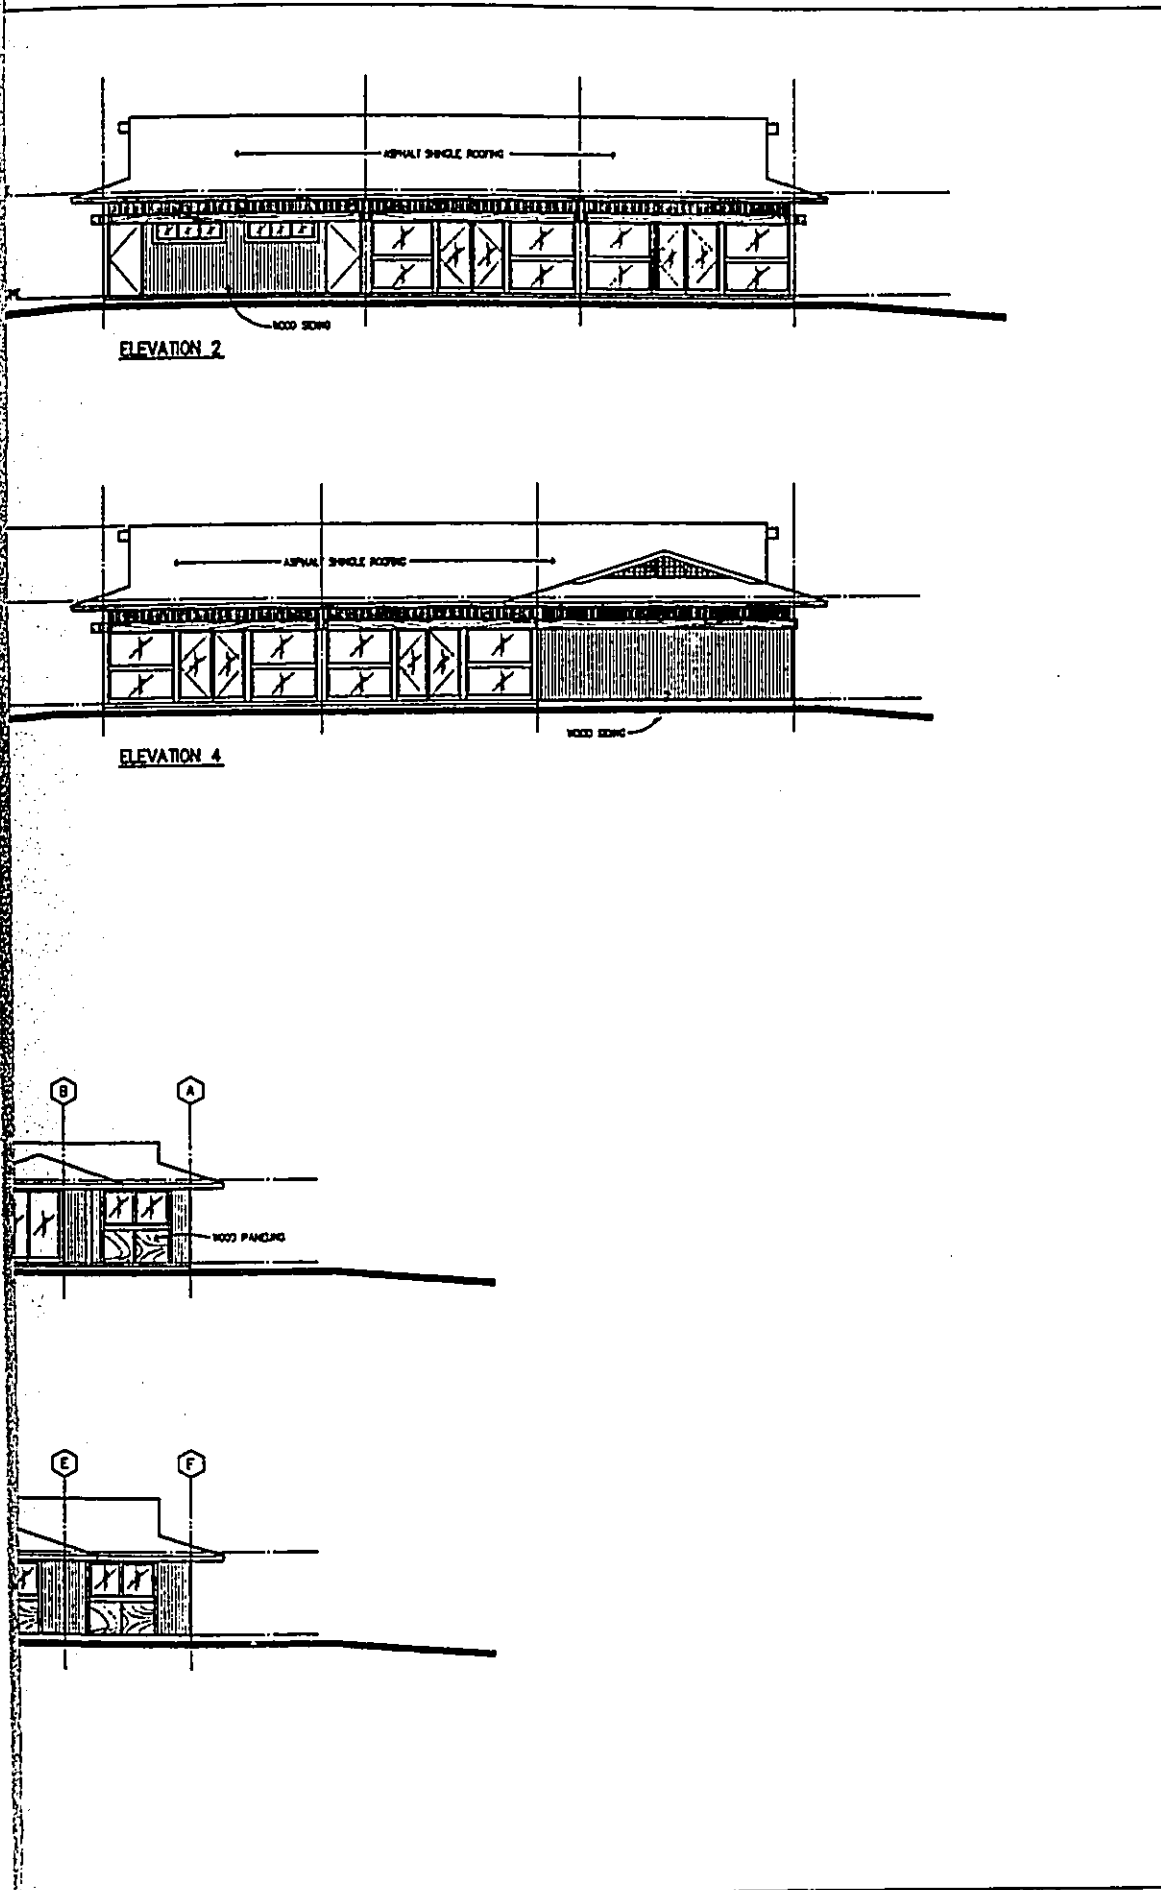 ASPHALT SHINGLE ROOFING
WOOD SIDING
ELEVATION 2
ASPHALT SHINGLE ROOFING
WOOD SIDING
ELEVATION 4
B
A
WOOD PANELING
E
F